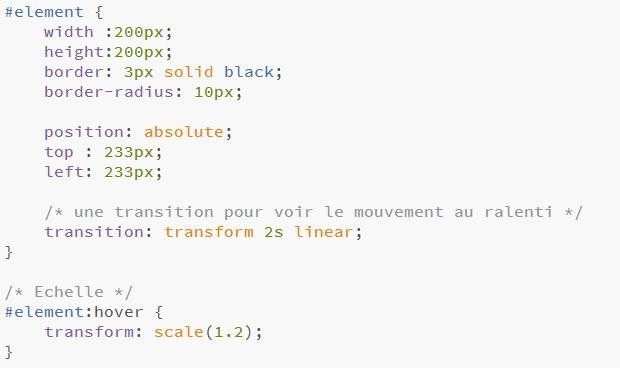 #element {
    width :200px;
    height:200px;
    border: 3px solid black;
    border-radius: 10px;

    position: absolute;
    top : 233px;
    left: 233px;

    /* une transition pour voir le mouvement au ralenti */
    transition: transform 2s linear;
}

/* Echelle */
#element:hover {
    transform: scale(1.2);
}